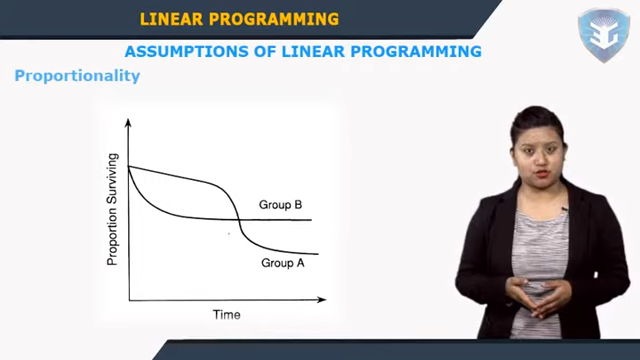 LINEAR PROGRAMMING
ASSUMPTIONS OF LINEAR PROGRAMMING
Proportionality
Proportion Surviving
Group B
Group A
Time